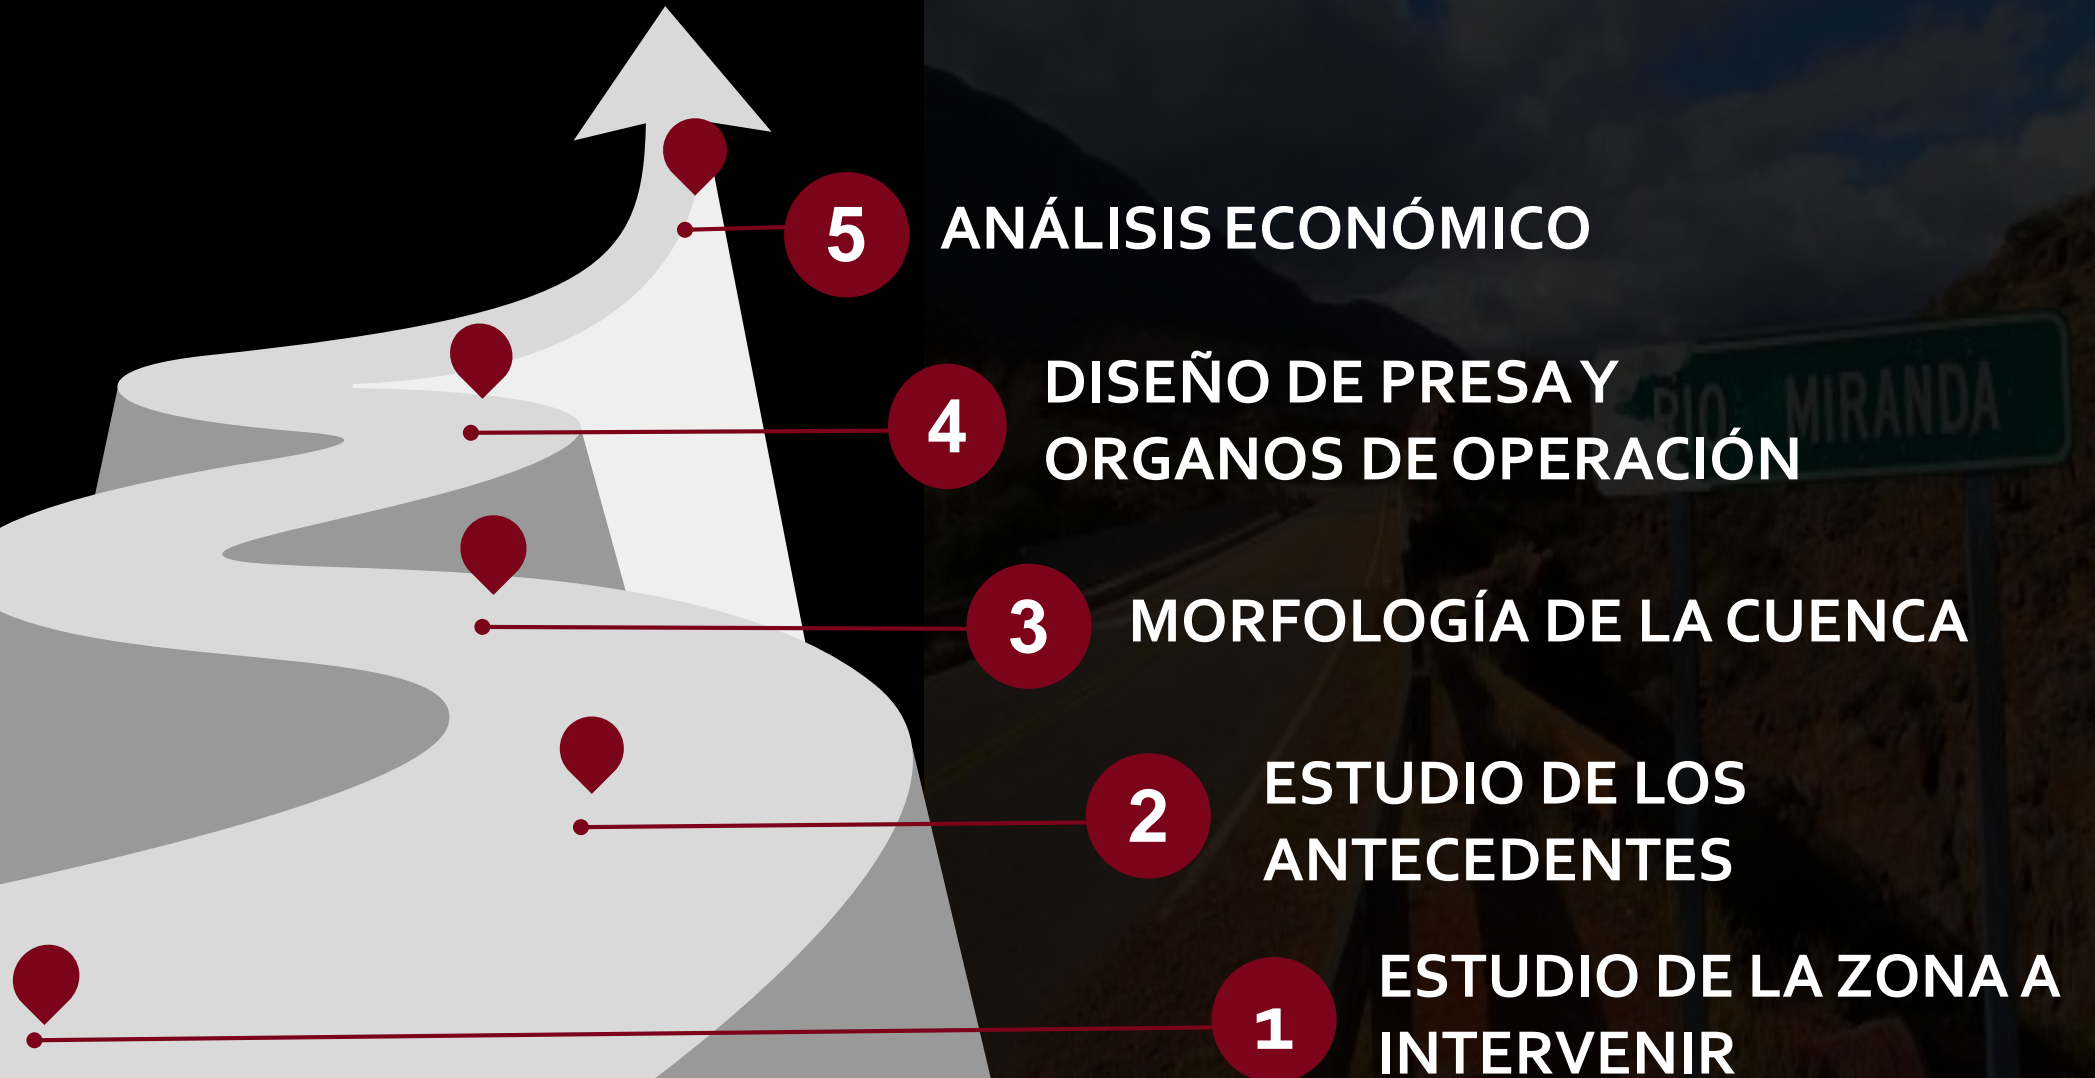 5
ANÁLISIS ECONÓMICO
4
DISEÑO DE PRESA Y
ORGANOS DE OPERACIÓN
RIO MIRANDA
3
MORFOLOGÍA DE LA CUENCA
2
ESTUDIO DE LOS
ANTECEDENTES
1
ESTUDIO DE LA ZONA A
INTERVENIR